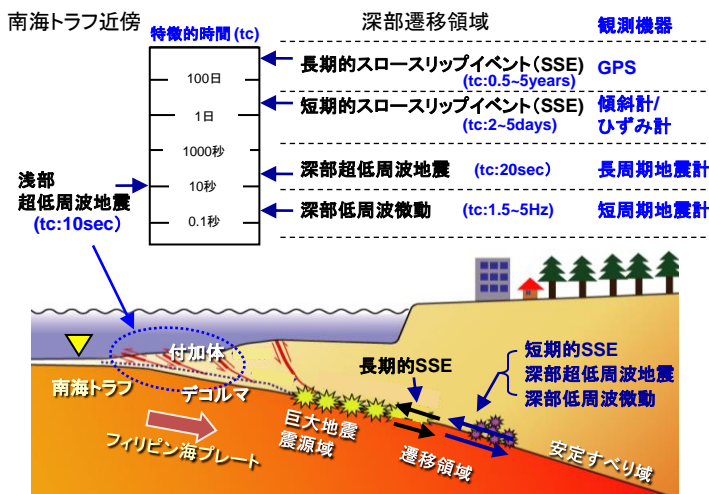 南海トラフ近傍
特徴的時間 (tc)
深部遷移領域
観測機器
100日
1日
1000秒
10秒
0.1秒
長期的スロースリップイベント(SSE)
(tc:0.5~5years)
GPS
短期的スロースリップイベント(SSE)
(tc:2~5days)
傾斜計/
ひずみ計
深部超低周波地震
(tc:20sec)
長周期地震計
深部低周波微動
(tc:1.5~5Hz)
短周期地震計
浅部
超低周波地震
(tc:10sec)
付加体
南海トラフ
デコルマ
フィリピン海プレート
巨大地震
震源域
長期的SSE
遷移領域
短期的SSE
深部超低周波地震
深部低周波微動
安定すべり域